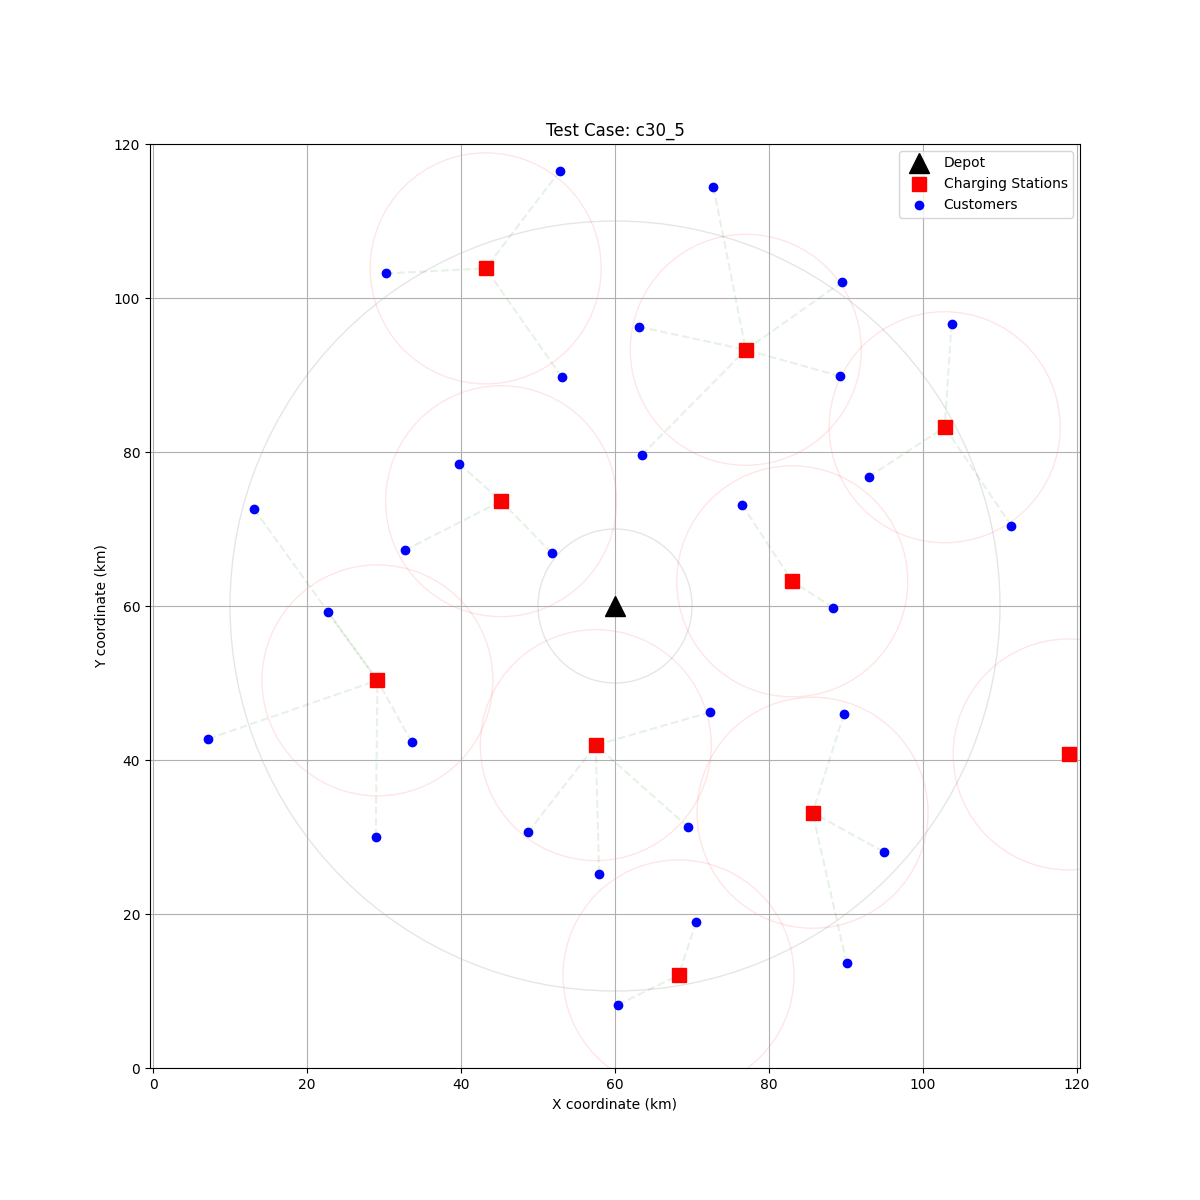 Test Case: c30_5
Depot
Charging Stations
Customers
120
100
80
60
40
20
0
Y coordinate (km)
0 20 40 60 80 100 120
X coordinate (km)